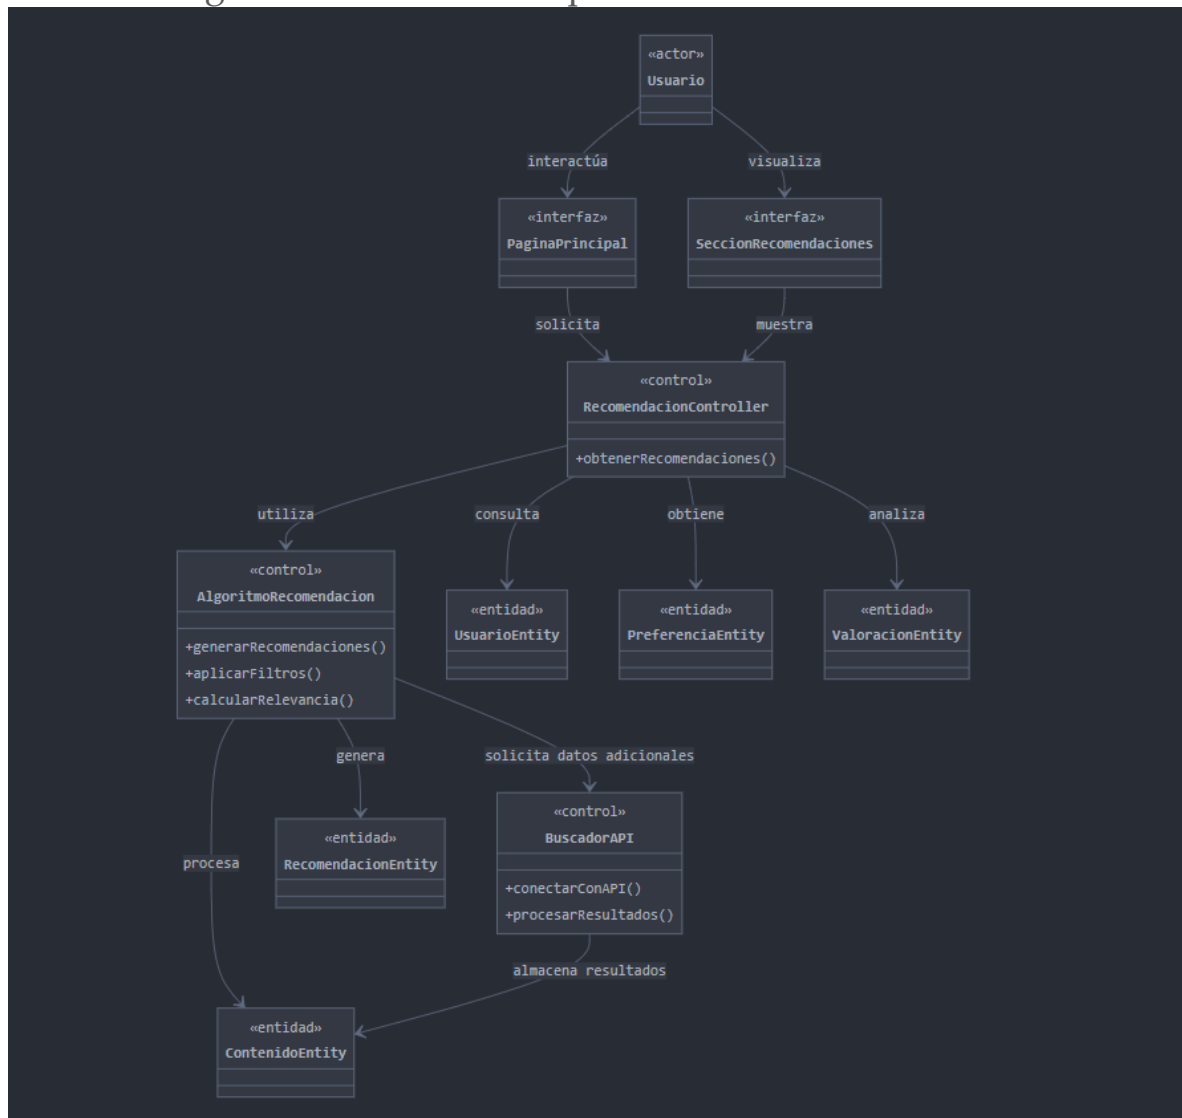 «actor»
Usuario
interactúa
visualiza
«interfaz»
PaginaPrincipal
«interfaz»
SeccionRecomendaciones
solicita
muestra
«control»
RecomendacionController
+obtenerRecomendaciones()
utiliza
consulta
obtiene
analiza
«control»
AlgoritmoRecomendacion
+generarRecomendaciones()
+aplicarFiltros()
+calcularRelevancia()
«entidad»
UsuarioEntity
«entidad»
PreferenciaEntity
«entidad»
ValoracionEntity
genera
solicita datos adicionales
«control»
BuscadorAPI
+conectarConAPI()
+procesarResultados()
«entidad»
RecomendacionEntity
procesa
almacena resultados
«entidad»
ContenidoEntity